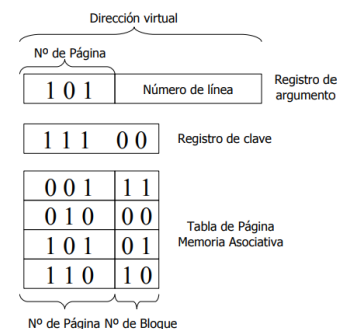 Dirección virtual
Nº de Página
1 0 1 Número de línea Registro de argumento
1 1 1 0 0 Registro de clave
0 0 1 1 1
0 1 0 0 0
1 0 1 0 1
1 1 0 1 0
Tabla de Página
Memoria Asociativa
Nº de Página Nº de Bloque